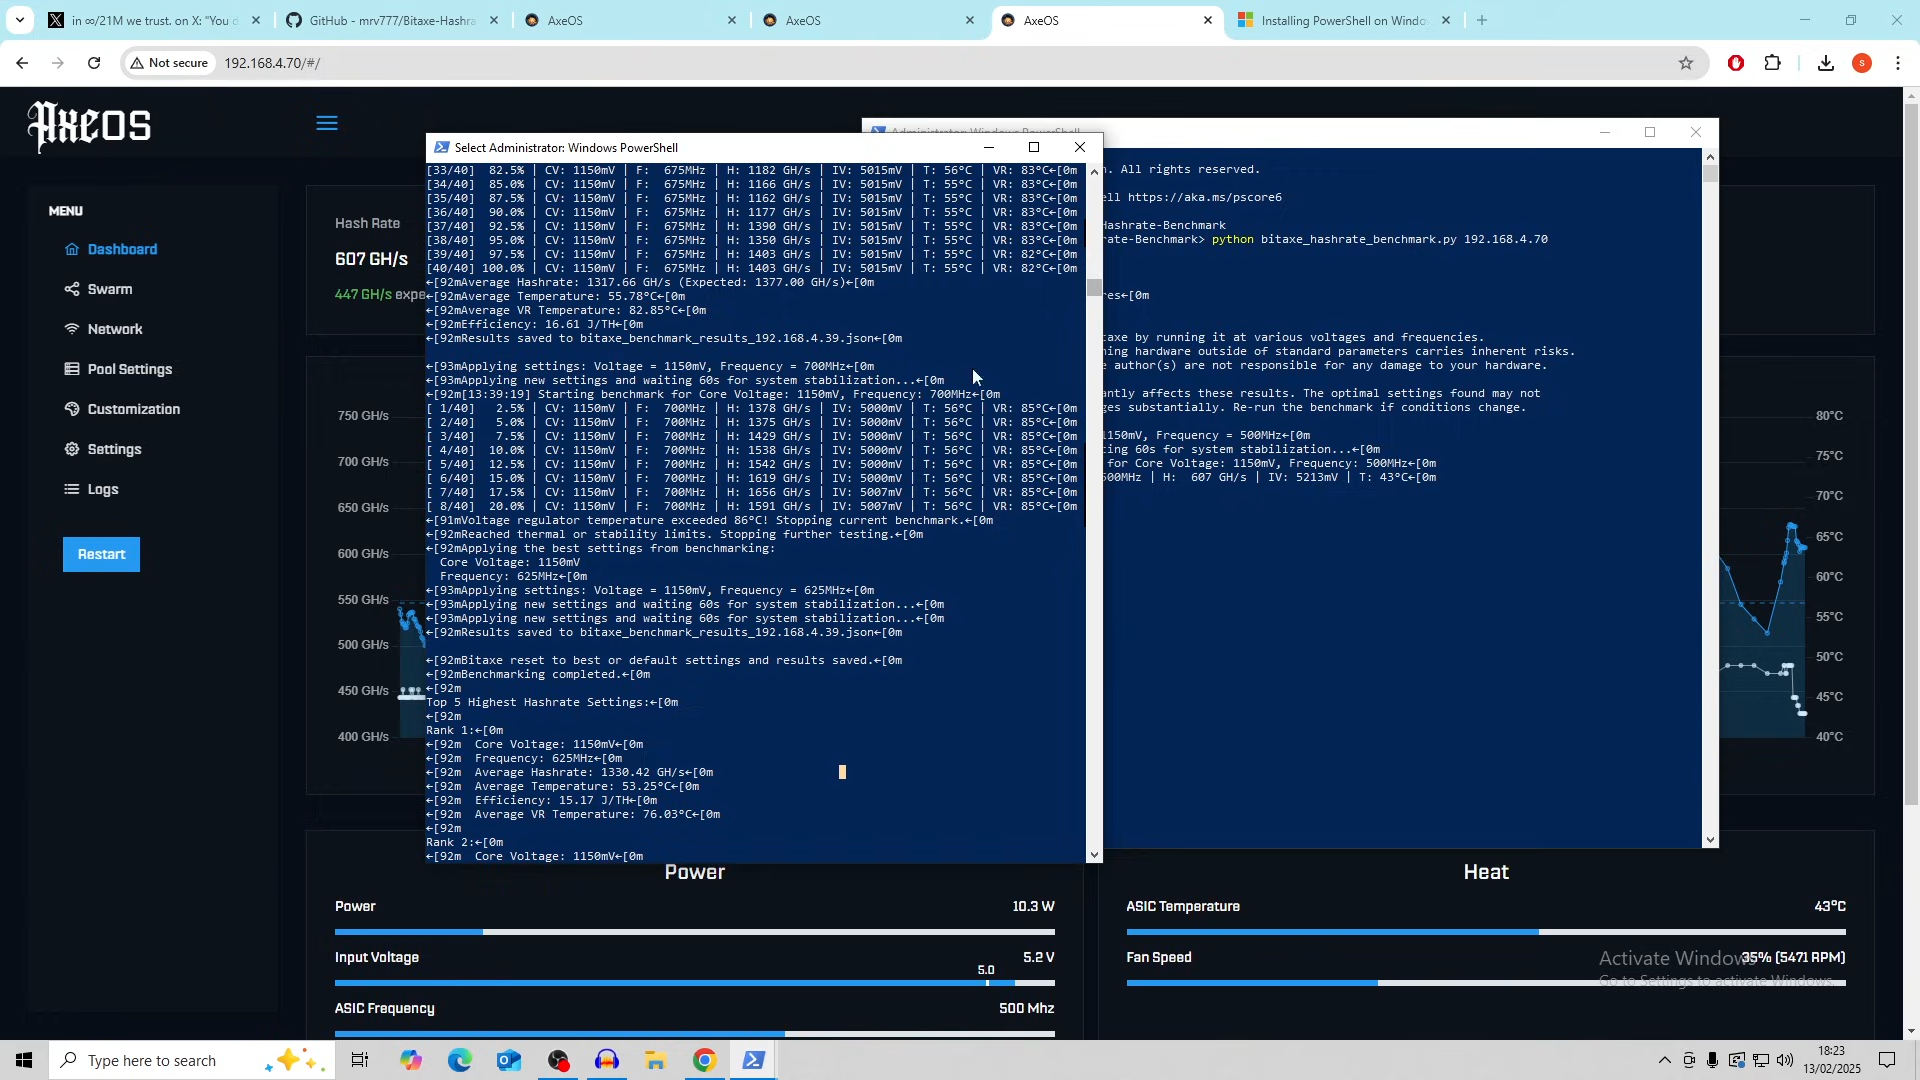 in ∞/21M we trust. on X: "You d
GitHub - mrv777/Bitaxe-Hashra
AxeOS
AxeOS
AxeOS
Installing PowerShell on Windo
Not secure
192.168.4.70/#/
S
AxeOS
MENU
Dashboard
Swarm
Network
Pool Settings
Customization
Settings
Logs
Restart
Hash Rate
607 GH/s
447 GH/s expe
750 GH/s
700 GH/s
650 GH/s
600 GH/s
550 GH/s
500 GH/s
450 GH/s
400 GH/s
Select Administrator: Windows PowerShell
[33/40]  82.5% | CV: 1150mV | F:  675MHz | H: 1182 GH/s | IV: 5015mV | T: 56°C | VR: 83°C←[0m
[34/40]  85.0% | CV: 1150mV | F:  675MHz | H: 1166 GH/s | IV: 5015mV | T: 55°C | VR: 83°C←[0m
[35/40]  87.5% | CV: 1150mV | F:  675MHz | H: 1162 GH/s | IV: 5015mV | T: 55°C | VR: 83°C←[0m
[36/40]  90.0% | CV: 1150mV | F:  675MHz | H: 1177 GH/s | IV: 5015mV | T: 55°C | VR: 83°C←[0m
[37/40]  92.5% | CV: 1150mV | F:  675MHz | H: 1390 GH/s | IV: 5015mV | T: 55°C | VR: 83°C←[0m
[38/40]  95.0% | CV: 1150mV | F:  675MHz | H: 1350 GH/s | IV: 5015mV | T: 55°C | VR: 83°C←[0m
[39/40]  97.5% | CV: 1150mV | F:  675MHz | H: 1403 GH/s | IV: 5015mV | T: 55°C | VR: 82°C←[0m
[40/40] 100.0% | CV: 1150mV | F:  675MHz | H: 1403 GH/s | IV: 5015mV | T: 55°C | VR: 82°C←[0m
←[92mAverage Hashrate: 1317.66 GH/s (Expected: 1377.00 GH/s)←[0m
←[92mAverage Temperature: 55.78°C←[0m
←[92mAverage VR Temperature: 82.85°C←[0m
←[92mEfficiency: 16.61 J/TH←[0m
←[92mResults saved to bitaxe_benchmark_results_192.168.4.39.json←[0m
←[93mApplying settings: Voltage = 1150mV, Frequency = 700MHz←[0m
←[93mApplying new settings and waiting 60s for system stabilization...←[0m
←[92m[13:39:19] Starting benchmark for Core Voltage: 1150mV, Frequency: 700MHz←[0m
[ 1/40]   2.5% | CV: 1150mV | F:  700MHz | H: 1378 GH/s | IV: 5000mV | T: 56°C | VR: 85°C←[0m
[ 2/40]   5.0% | CV: 1150mV | F:  700MHz | H: 1375 GH/s | IV: 5000mV | T: 56°C | VR: 85°C←[0m
[ 3/40]   7.5% | CV: 1150mV | F:  700MHz | H: 1429 GH/s | IV: 5000mV | T: 56°C | VR: 85°C←[0m
[ 4/40]  10.0% | CV: 1150mV | F:  700MHz | H: 1538 GH/s | IV: 5000mV | T: 56°C | VR: 85°C←[0m
[ 5/40]  12.5% | CV: 1150mV | F:  700MHz | H: 1542 GH/s | IV: 5000mV | T: 56°C | VR: 85°C←[0m
[ 6/40]  15.0% | CV: 1150mV | F:  700MHz | H: 1619 GH/s | IV: 5000mV | T: 56°C | VR: 85°C←[0m
[ 7/40]  17.5% | CV: 1150mV | F:  700MHz | H: 1656 GH/s | IV: 5007mV | T: 56°C | VR: 85°C←[0m
[ 8/40]  20.0% | CV: 1150mV | F:  700MHz | H: 1591 GH/s | IV: 5007mV | T: 56°C | VR: 85°C←[0m
←[91mVoltage regulator temperature exceeded 86°C! Stopping current benchmark.←[0m
←[92mReached thermal or stability limits. Stopping further testing.←[0m
←[92mApplying the best settings from benchmarking:
  Core Voltage: 1150mV
  Frequency: 625MHz←[0m
←[93mApplying settings: Voltage = 1150mV, Frequency = 625MHz←[0m
←[93mApplying new settings and waiting 60s for system stabilization...←[0m
←[93mApplying new settings and waiting 60s for system stabilization...←[0m
←[92mResults saved to bitaxe_benchmark_results_192.168.4.39.json←[0m
←[92mBitaxe reset to best or default settings and results saved.←[0m
←[92mBenchmarking completed.←[0m
←[92m
Top 5 Highest Hashrate Settings:←[0m
←[92m
Rank 1:←[0m
←[92m  Core Voltage: 1150mV←[0m
←[92m  Frequency: 625MHz←[0m
←[92m  Average Hashrate: 1330.42 GH/s←[0m
←[92m  Average Temperature: 53.25°C←[0m
←[92m  Efficiency: 15.17 J/TH←[0m
←[92m  Average VR Temperature: 76.03°C←[0m
←[92m
Rank 2:←[0m
←[92m  Core Voltage: 1150mV←[0m
Administrator: Windows PowerShell
n. All rights reserved.
ell https://aka.ms/pscore6
Hashrate-Benchmark
rate-Benchmark> python bitaxe_hashrate_benchmark.py 192.168.4.70
res←[0m
axe by running it at various voltages and frequencies.
ning hardware outside of standard parameters carries inherent risks.
e author(s) are not responsible for any damage to your hardware.
antly affects these results. The optimal settings found may not
ges substantially. Re-run the benchmark if conditions change.
1150mV, Frequency = 500MHz←[0m
ting 60s for system stabilization...←[0m
for Core Voltage: 1150mV, Frequency: 500MHz←[0m
500MHz | H:  607 GH/s | IV: 5213mV | T: 43°C←[0m
80°C
75°C
70°C
65°C
60°C
55°C
50°C
45°C
40°C
Power
Power
10.3 W
Input Voltage
5.2 V
5.0
ASIC Frequency
500 Mhz
Heat
ASIC Temperature
43°C
Fan Speed
35% (5471 RPM)
Activate Windows
Go to Settings to activate Windows.
Type here to search
18:23
13/02/2025